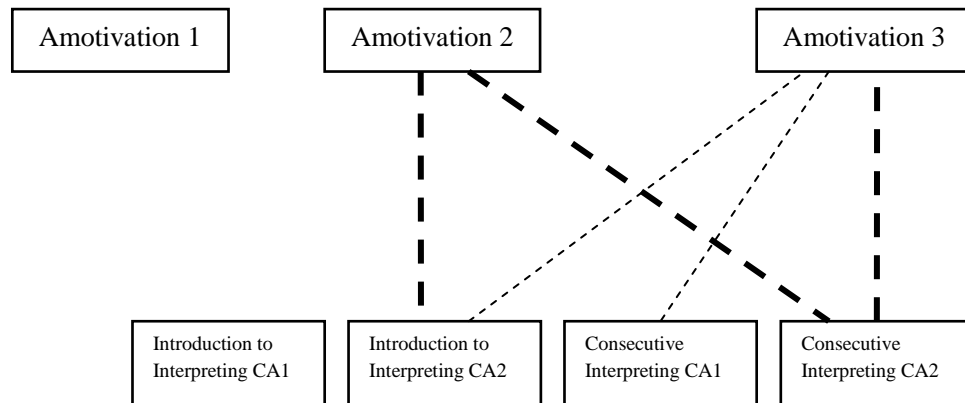 Amotivation 1
Amotivation 2
Amotivation 3
Introduction to
Interpreting CA1
Introduction to
Interpreting CA2
Consecutive
Interpreting CA1
Consecutive
Interpreting CA2